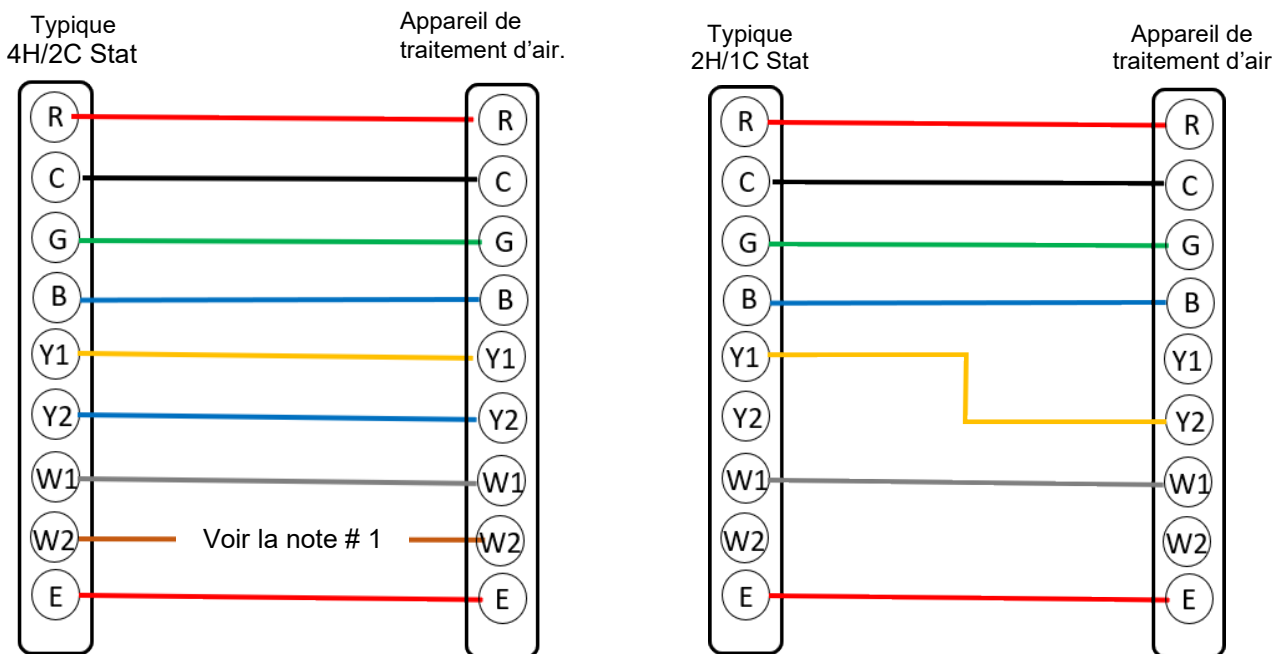 Typique
4H/2C Stat
Appareil de
traitement d’air.
R R
C C
G G
B B
Y1 Y1
Y2 Y2
W1 W1
W2 Voir la note # 1 W2
E E
Typique
2H/1C Stat
Appareil de
traitement d’air
R R
C C
G G
B B
Y1 Y1
Y2 Y2
W1 W1
W2 W2
E E